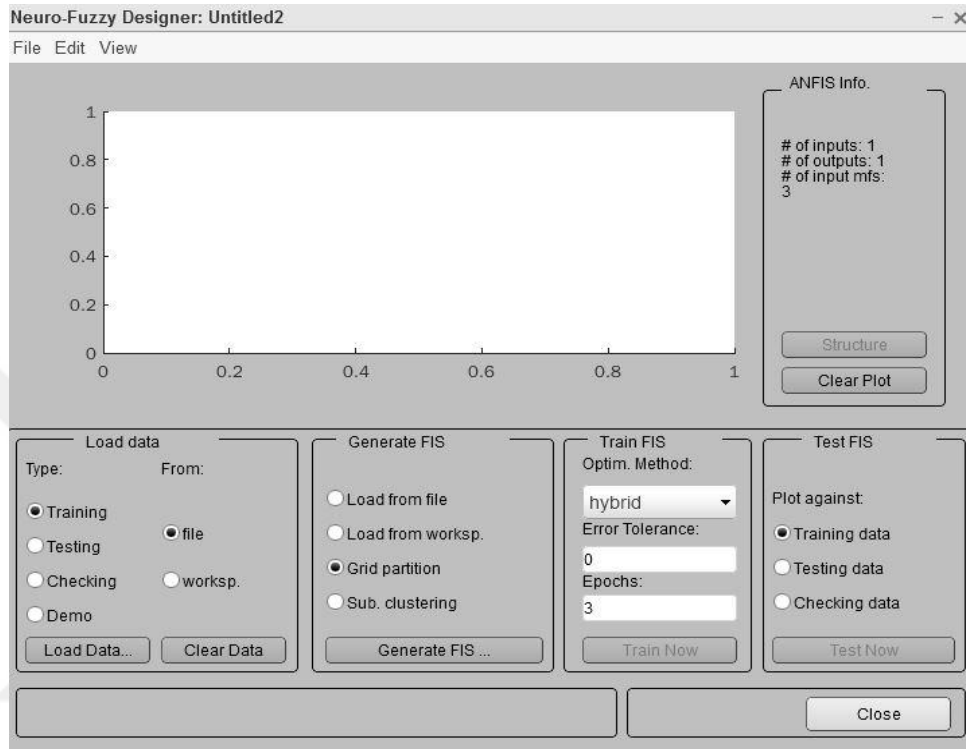 Neuro-Fuzzy Designer: Untitled2
File Edit View
1
0.8
0.6
0.4
0.2
0
0 0.2 0.4 0.6 0.8 1
ANFIS Info.
# of inputs: 1
# of outputs: 1
# of input mfs:
3
Structure
Clear Plot
Load data
Type: From:
Training
file
Testing
Checking
worksp.
Demo
Load Data... Clear Data
Generate FIS
Load from file
Load from worksp.
Grid partition
Sub. clustering
Generate FIS ...
Train FIS
Optim. Method:
hybrid
Error Tolerance:
0
Epochs:
3
Train Now
Test FIS
Plot against:
Training data
Testing data
Checking data
Test Now
Close